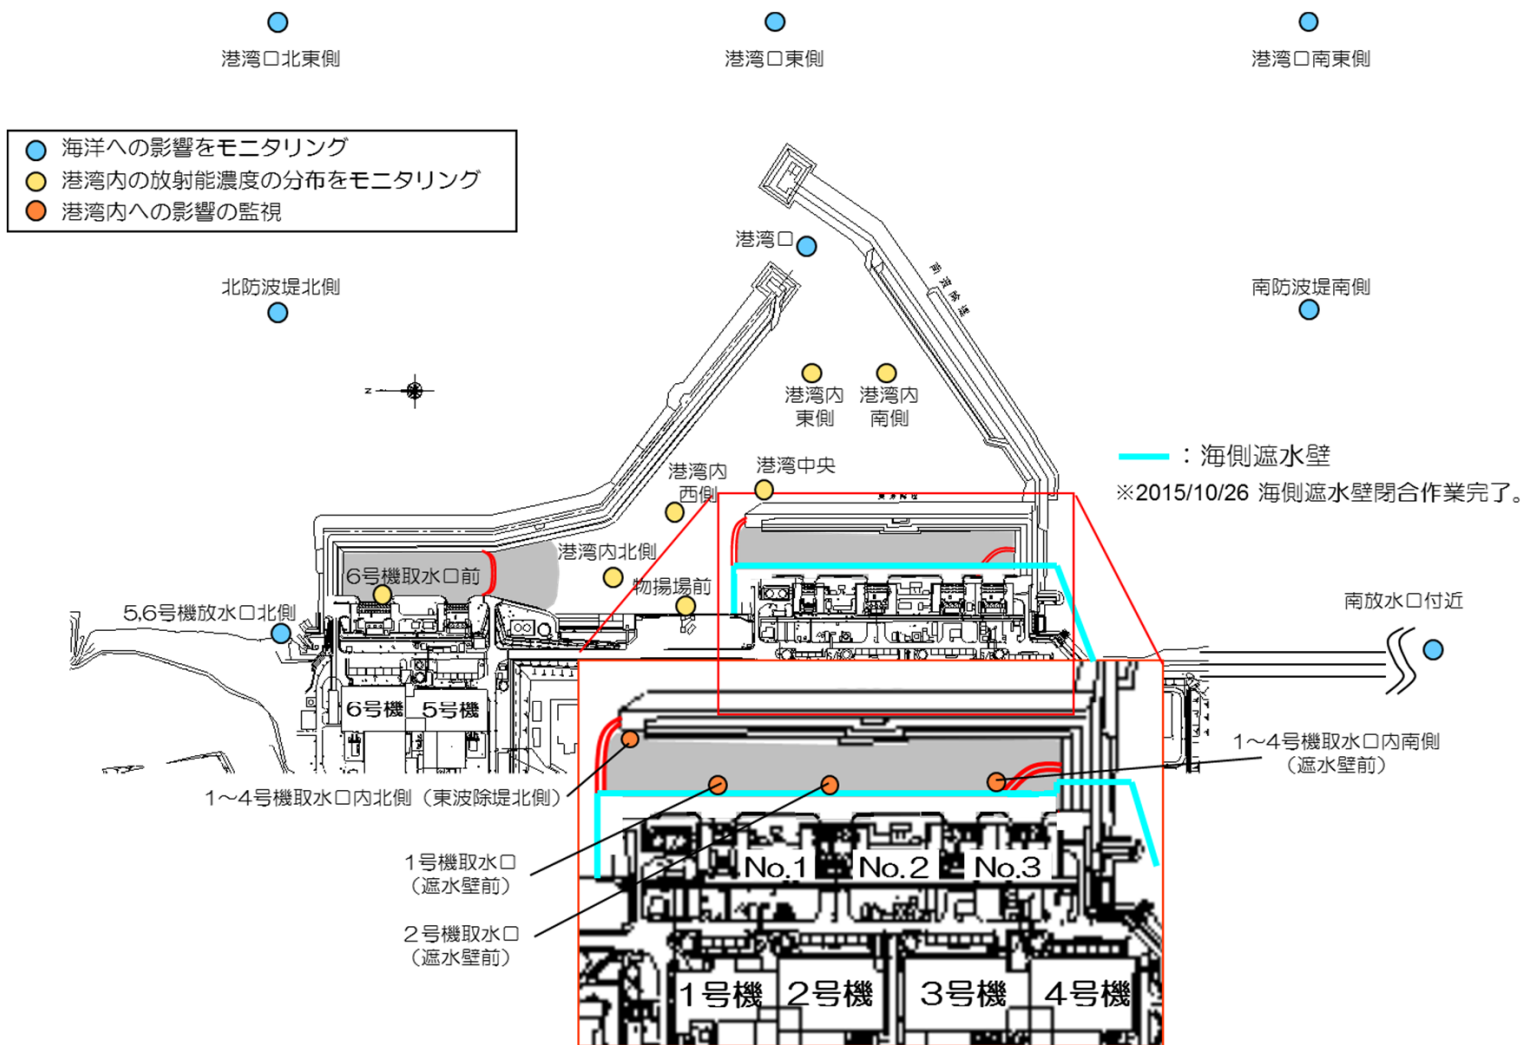 港湾口北東側
港湾口東側
港湾口南東側
海洋への影響をモニタリング
港湾内の放射能濃度の分布をモニタリング
港湾内への影響の監視
港湾口
北防波堤北側
南防波堤南側
N
港湾内
東側
港湾内
南側
：海側遮水壁
※2015/10/26 海側遮水壁閉合作業完了。
港湾中央
港湾内
西側
港湾内北側
6号機取水口前
物揚場前
5,6号機放水口北側
南放水口付近
6号機
5号機
1～4号機取水口内南側
（遮水壁前）
1～4号機取水口内北側（東波除堤北側）
1号機取水口
（遮水壁前）
No.1
No.2
No.3
2号機取水口
（遮水壁前）
1号機
2号機
3号機
4号機